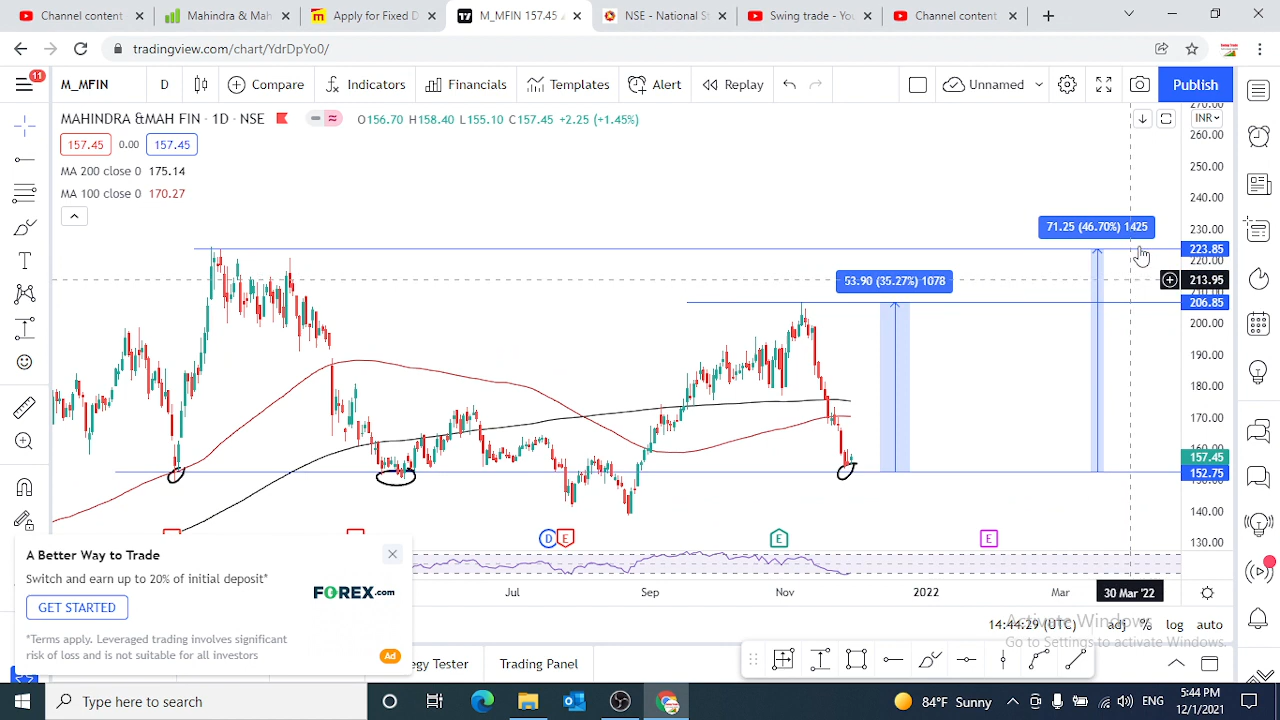 Channel content
Mahindra & Mah
Apply for Fixed D
M_MFIN 157.45
NSE - National St
Swing trade - You
Channel content
tradingview.com/chart/YdrDpYo0/
11
M_MFIN
D
Compare
Indicators
Financials
Templates
Alert
Replay
Unnamed
Publish
MAHINDRA &MAH FIN · 1D · NSE
O156.70 H158.40 L155.10 C157.45 +2.25 (+1.45%)
INR
157.45
0.00
157.45
MA 200 close 0 175.14
MA 100 close 0 170.27
270.00
260.00
250.00
240.00
230.00
71.25 (46.70%) 1425
223.85
220.00
53.90 (35.27%) 1078
213.95
206.85
200.00
190.00
180.00
170.00
160.00
157.45
152.75
140.00
130.00
D
E
E
E
A Better Way to Trade
Switch and earn up to 20% of initial deposit*
FOREX.com
GET STARTED
*Terms apply. Leveraged trading involves significant
risk of loss and is not suitable for all investors
Ad
Jul
Sep
Nov
2022
Mar
30 Mar '22
14:44:29 (UTC)
adj
%
log
auto
Activate Windows
Go to Settings to activate Windows.
egy Tester
Trading Panel
Type here to search
84°F Sunny
ENG
5:44 PM
12/1/2021